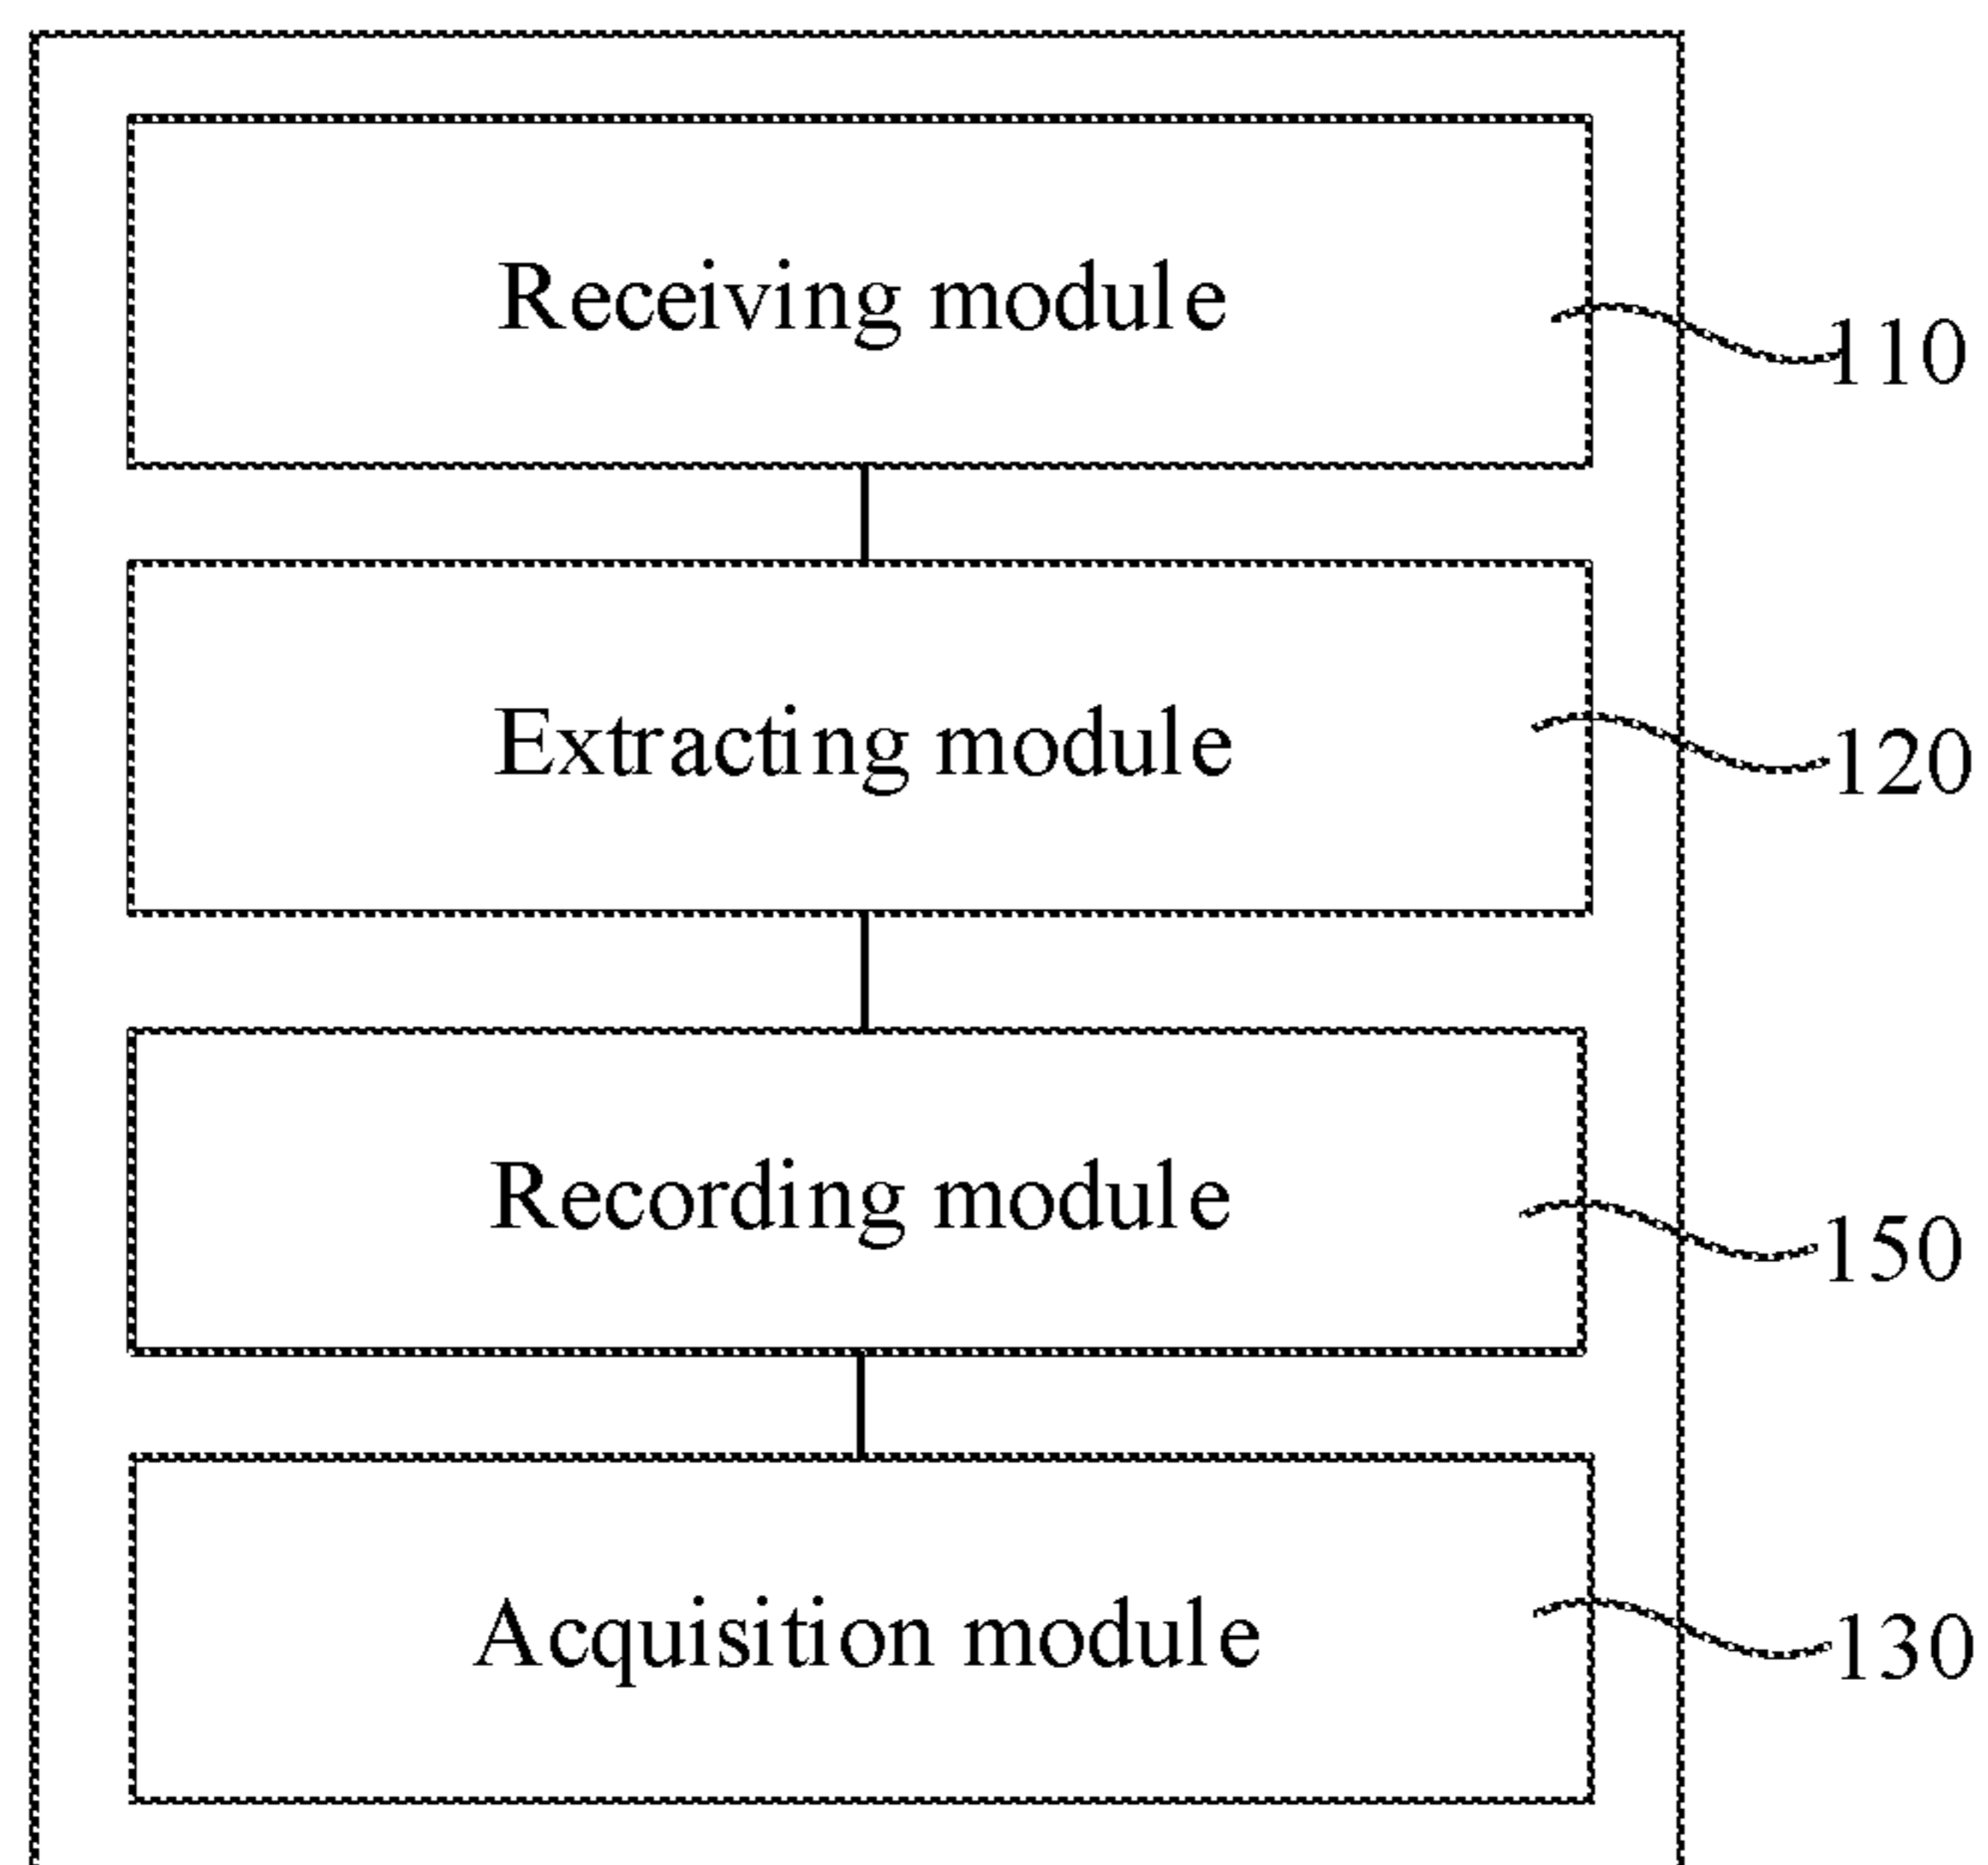 Receiving module
110
Extracting module
120
Recording module
150
Acquisition module
130